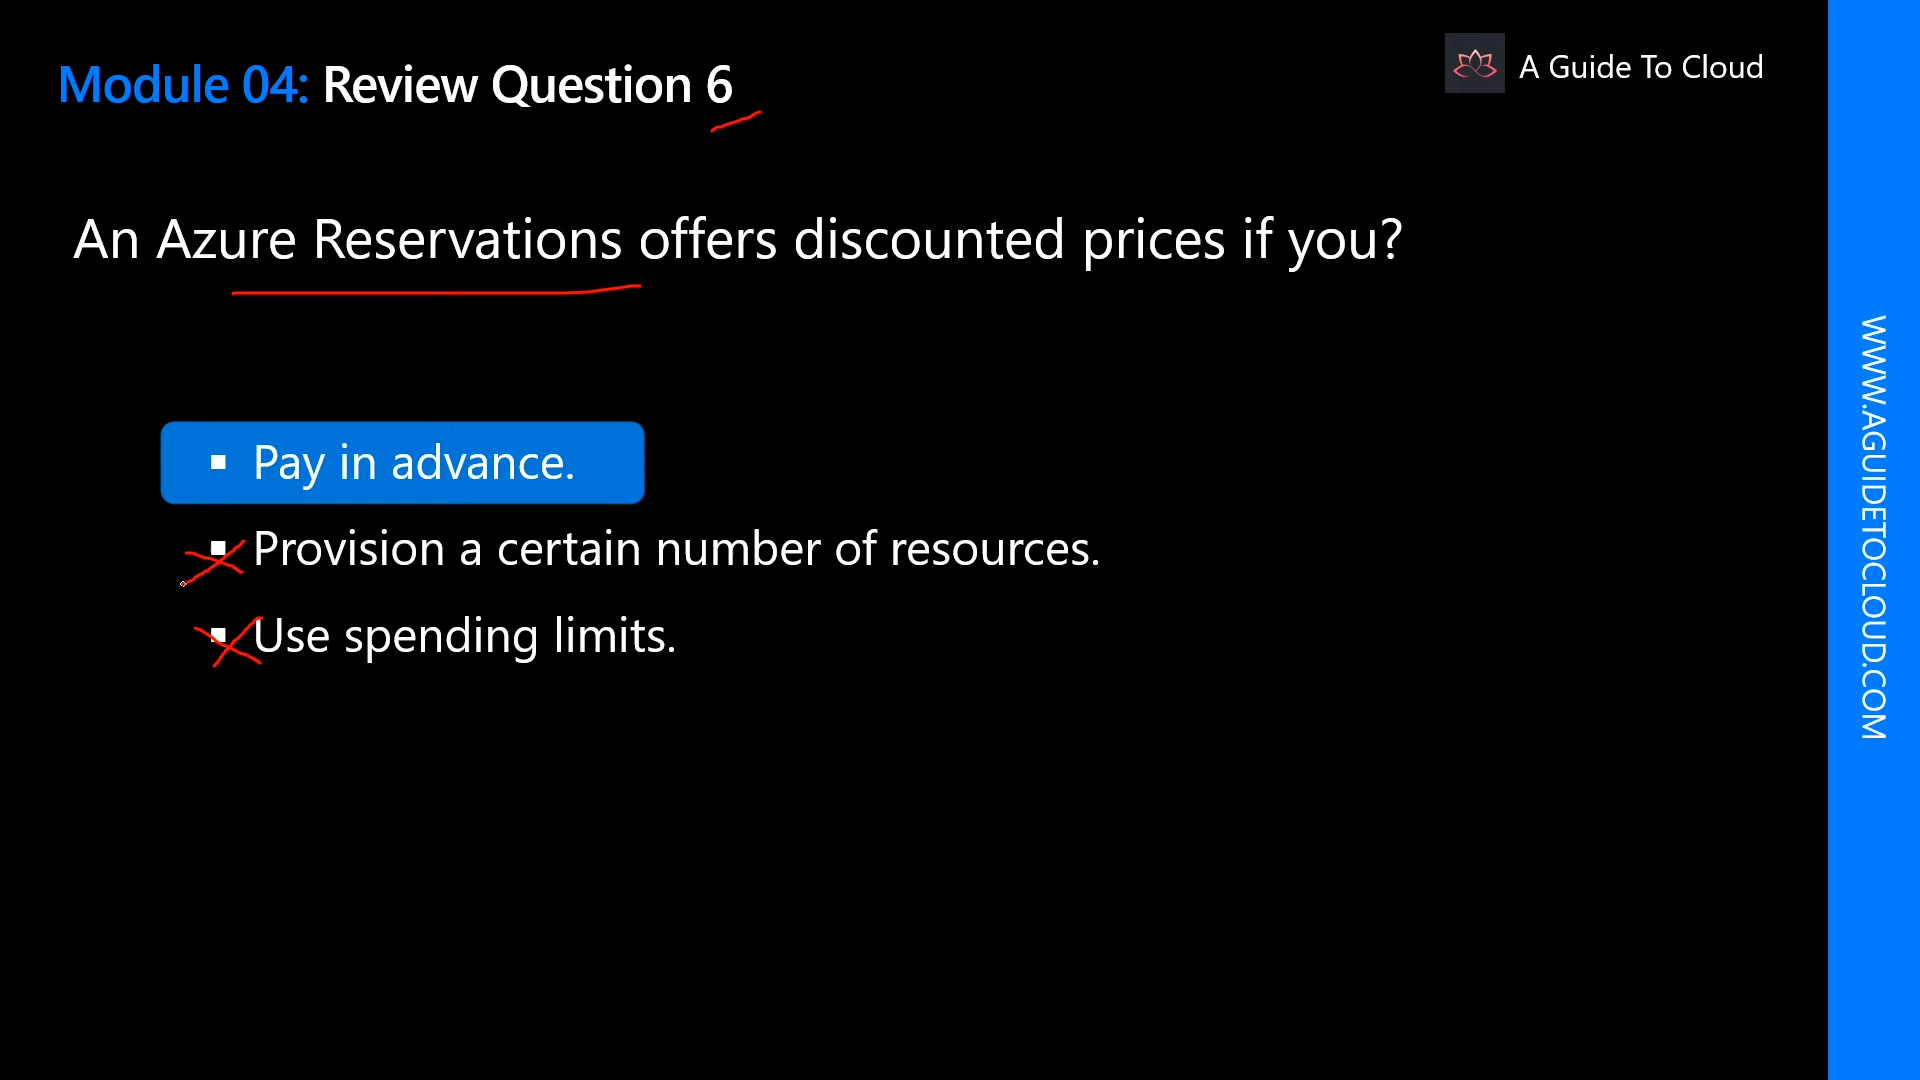 Module 04: Review Question 6
A Guide To Cloud
An Azure Reservations offers discounted prices if you?
▪ Pay in advance.
▪ Provision a certain number of resources.
▪ Use spending limits.
WWW.AGUIDETOCLOUD.COM